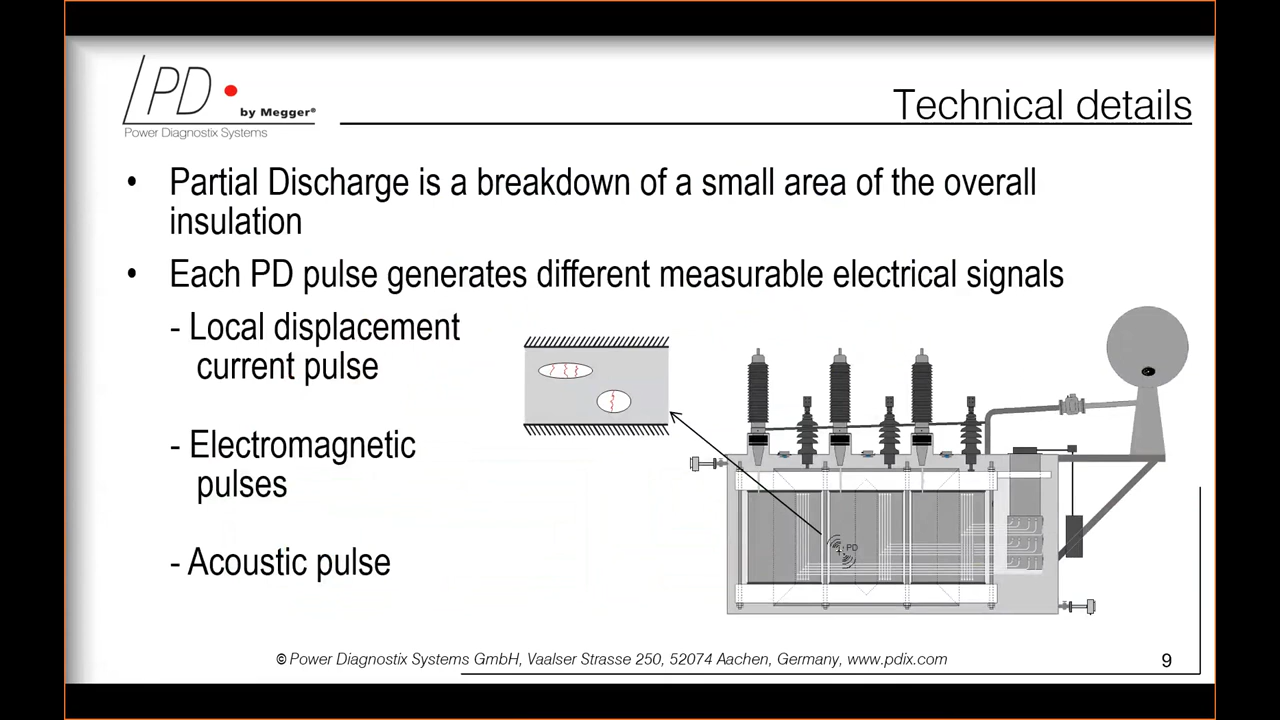 PD
by Megger®
Power Diagnostix Systems
Technical details
• Partial Discharge is a breakdown of a small area of the overall
insulation
• Each PD pulse generates different measurable electrical signals
- Local displacement
current pulse
- Electromagnetic
pulses
- Acoustic pulse
PD
© Power Diagnostix Systems GmbH, Vaalser Strasse 250, 52074 Aachen, Germany, www.pdix.com
9